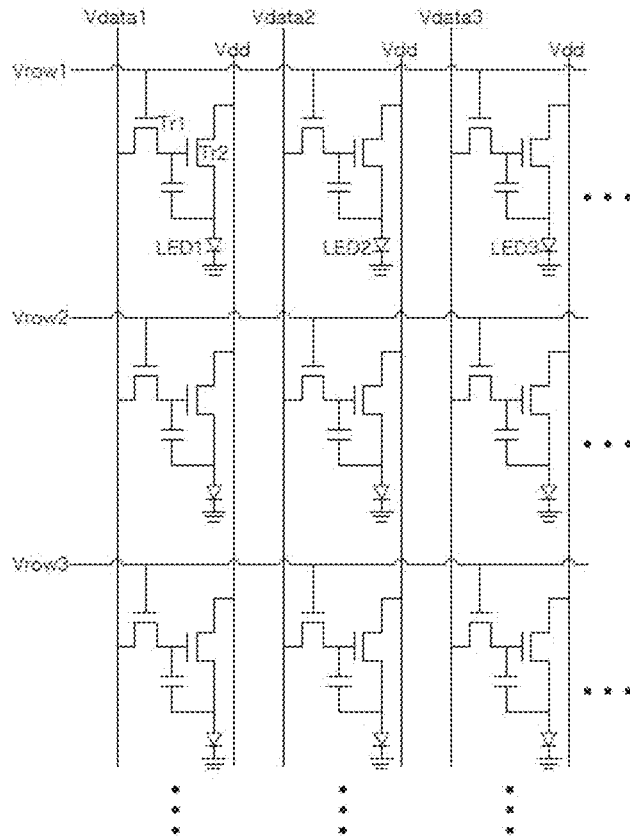 Vdata1 Vdata2 Vdata3
Vdd Vdd Vdd
Vrow1
Tr1
Tr2
LED1 LED2 LED3
Vrow2
Vrow3